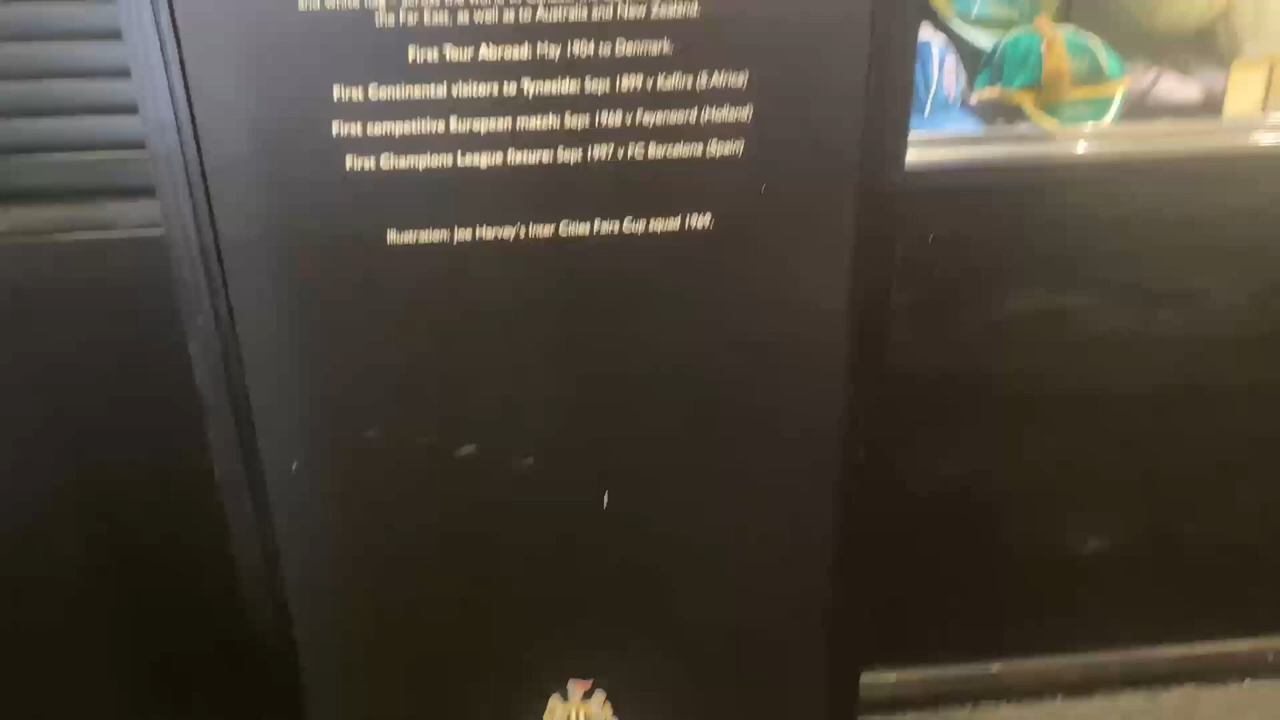 the Far East, as well as to Australia and New Zealand.
First Tour Abroad: May 1904 to Denmark.
First Continental visitors to Tyneside: Sept 1899 v Kaffirs (S Africa)
First competitive European match: Sept 1968 v Feyenoord (Holland)
First Champions League fixture: Sept 1997 v FC Barcelona (Spain)
Illustration: Joe Harvey's Inter Cities Fairs Cup squad 1969.